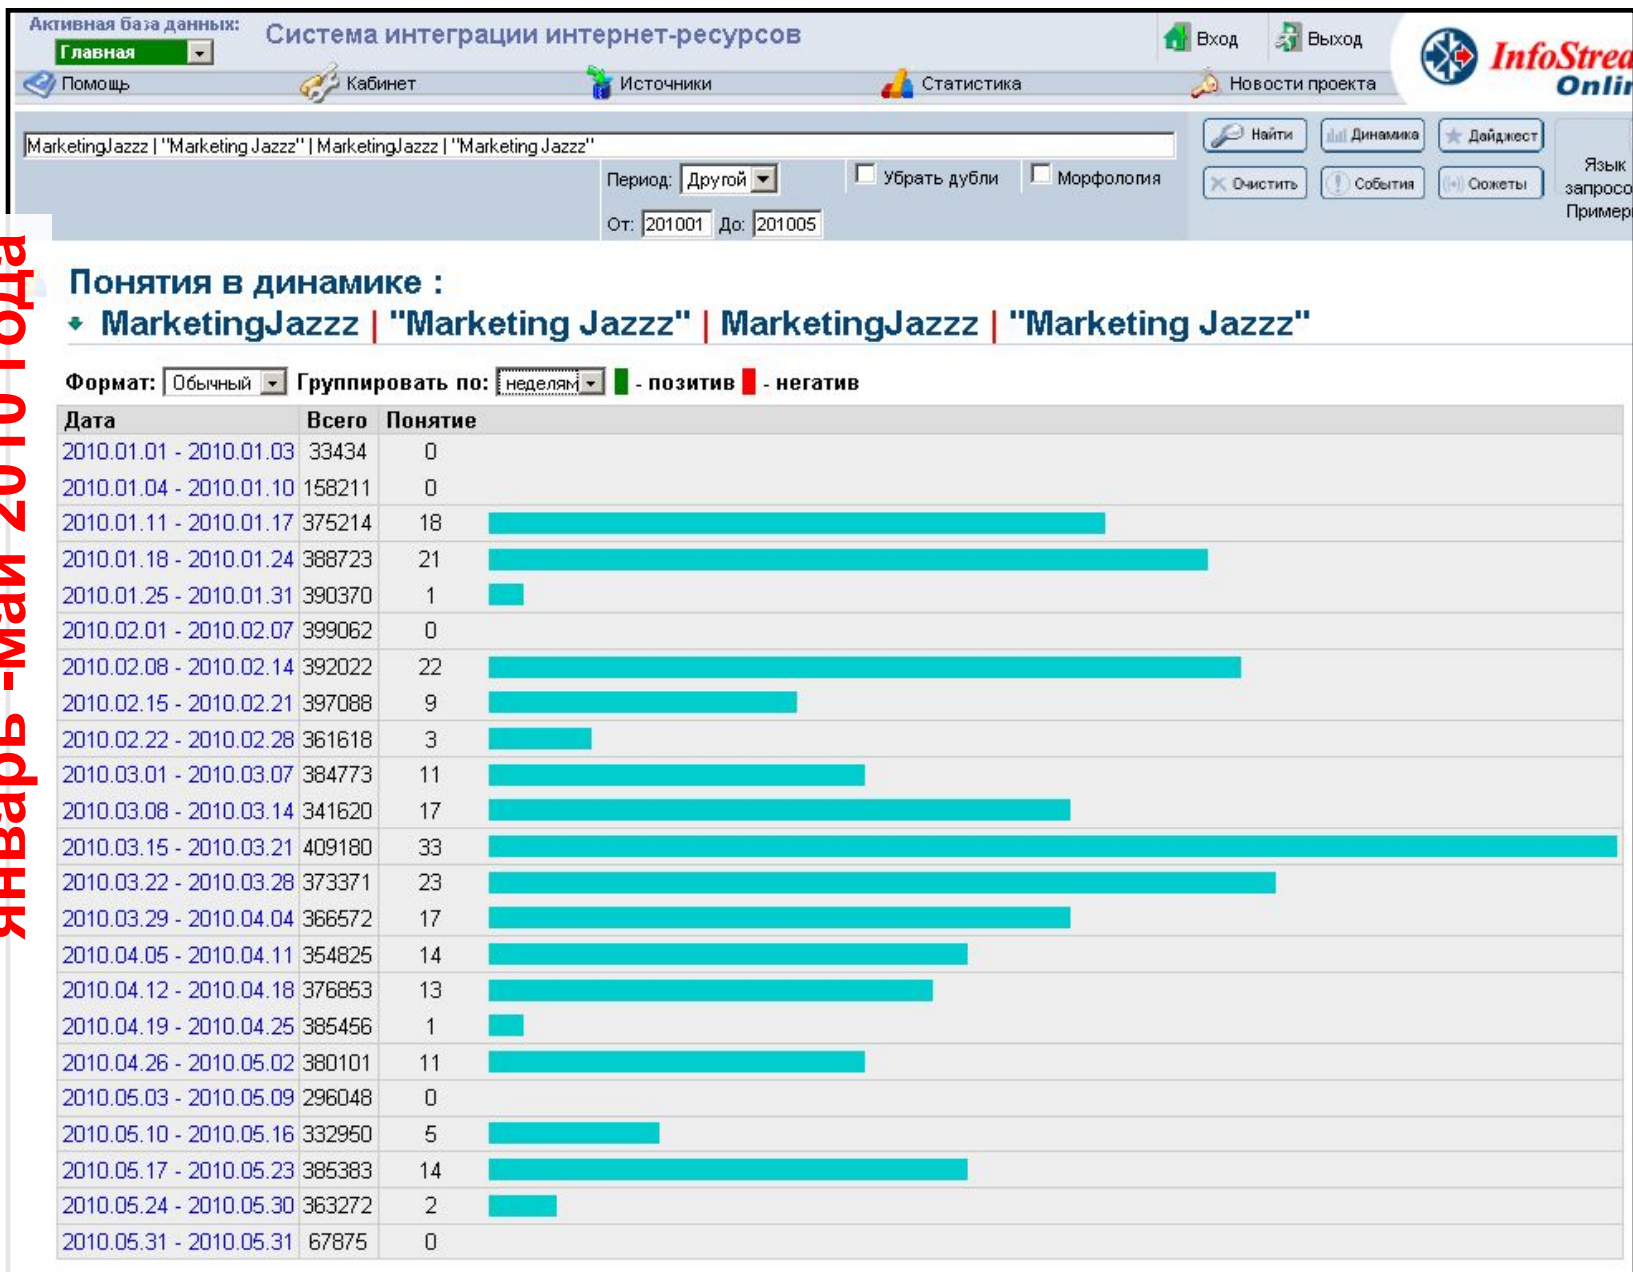 Активная база данных:
Главная
Система интеграции интернет-ресурсов
Вход
Выход
InfoStrea
Onlin
Помощь
Кабинет
Источники
Статистика
Новости проекта
MarketingJazzz | "Marketing Jazzz" | MarketingJazzz | "Marketing Jazzz"
Найти
Динамика
Дайджест
Период: Другой
Убрать дубли
Морфология
Очистить
События
Сюжеты
Язык
запросо
Пример
От: 201001 До: 201005
январь -май 2010 года
Понятия в динамике :
MarketingJazzz | "Marketing Jazzz" | MarketingJazzz | "Marketing Jazzz"
Формат: Обычный Группировать по: неделям - позитив - негатив
Дата Всего Понятие
2010.01.01 - 2010.01.03 33434 0
2010.01.04 - 2010.01.10 158211 0
2010.01.11 - 2010.01.17 375214 18
2010.01.18 - 2010.01.24 388723 21
2010.01.25 - 2010.01.31 390370 1
2010.02.01 - 2010.02.07 399062 0
2010.02.08 - 2010.02.14 392022 22
2010.02.15 - 2010.02.21 397088 9
2010.02.22 - 2010.02.28 361618 3
2010.03.01 - 2010.03.07 384773 11
2010.03.08 - 2010.03.14 341620 17
2010.03.15 - 2010.03.21 409180 33
2010.03.22 - 2010.03.28 373371 23
2010.03.29 - 2010.04.04 366572 17
2010.04.05 - 2010.04.11 354825 14
2010.04.12 - 2010.04.18 376853 13
2010.04.19 - 2010.04.25 385456 1
2010.04.26 - 2010.05.02 380101 11
2010.05.03 - 2010.05.09 296048 0
2010.05.10 - 2010.05.16 332950 5
2010.05.17 - 2010.05.23 385383 14
2010.05.24 - 2010.05.30 363272 2
2010.05.31 - 2010.05.31 67875 0